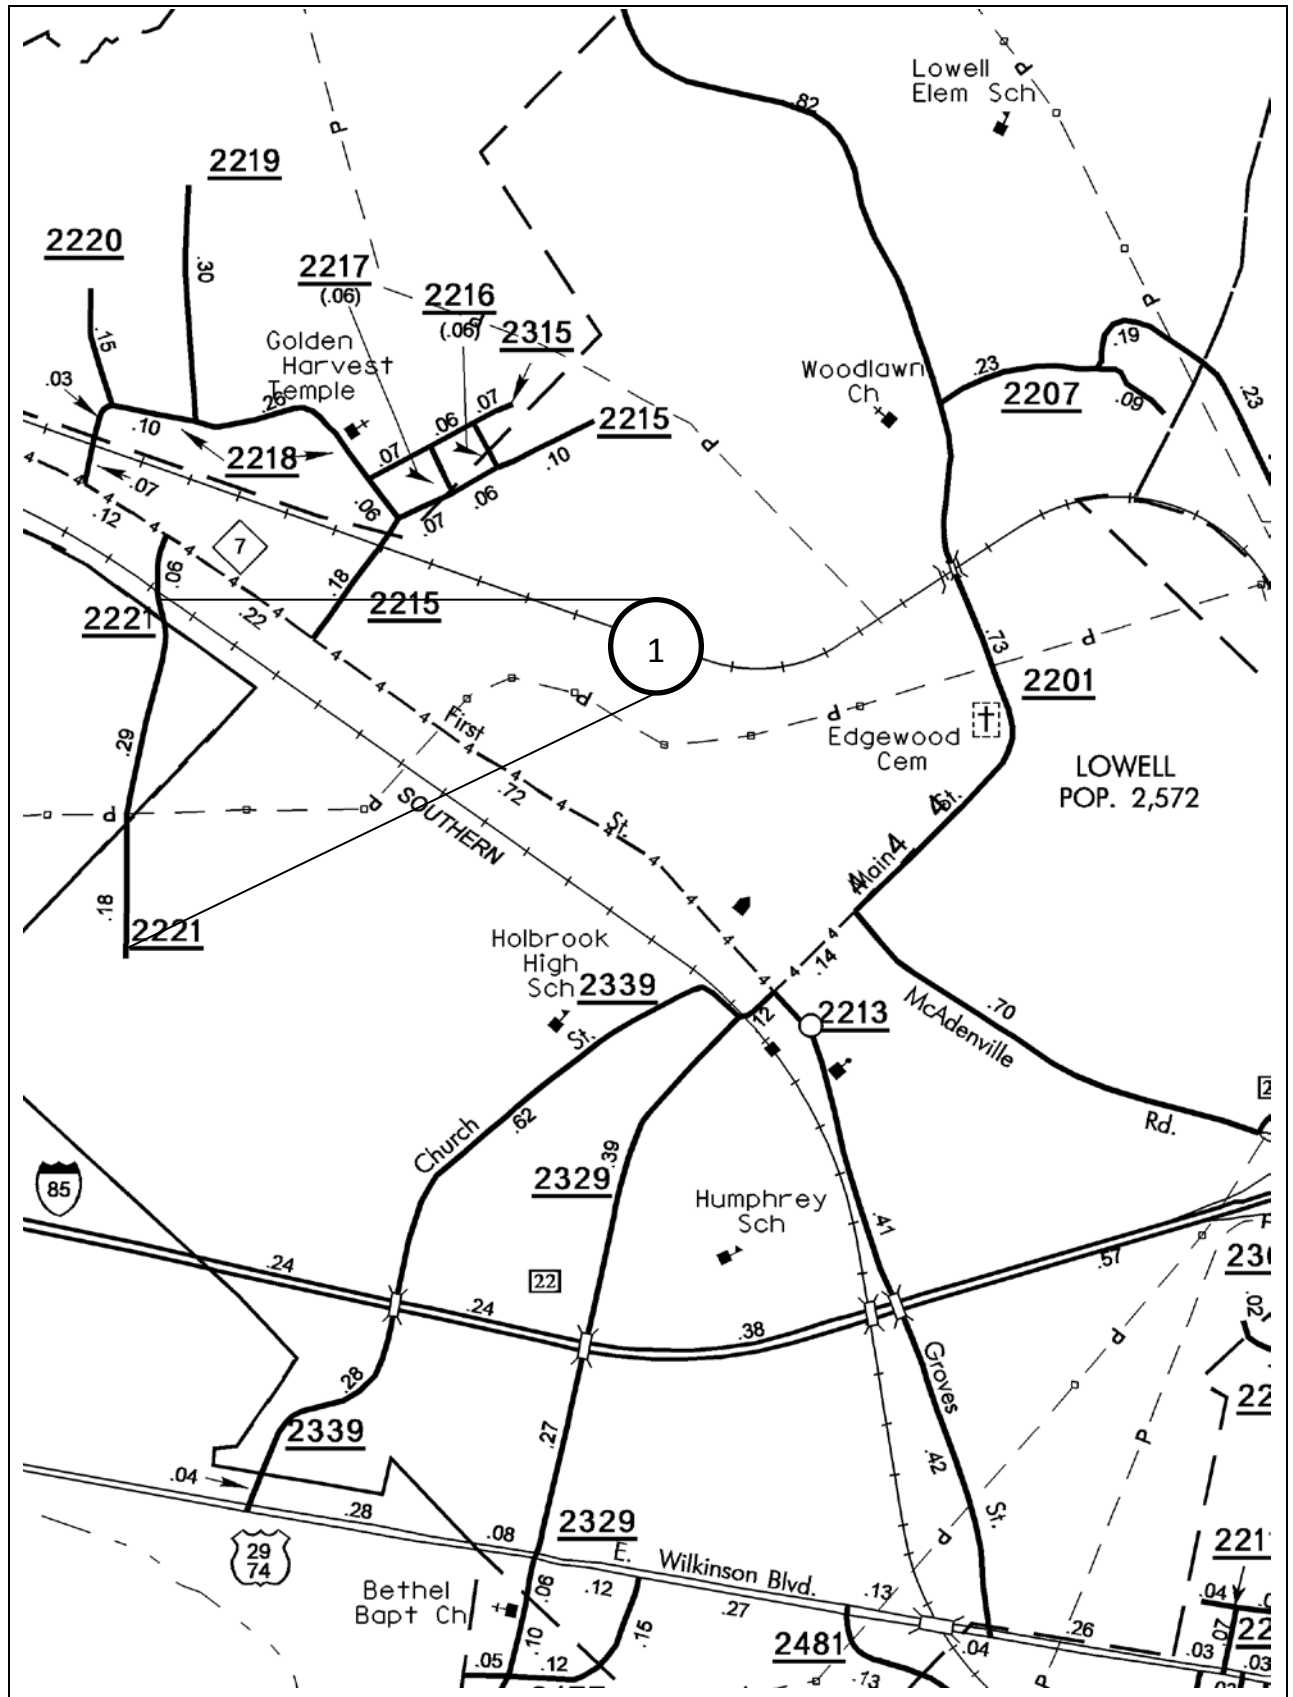 Lowell
Elem Sch
P
P
.82
2219
2220
2217
(.06)
2216
(.06)
2315
.30
.15
Golden
Harvest
Temple
Woodlawn
Ch
P
.19
.23
2207
.09
.23
.03
.10
.26
.07
.06
.07
2215
2218
.07
.06
.07
.06
.10
P
.12
7
.06
.18
2215
.22
2221
1
.73
P
2201
P
P
First
Edgewood
Cem
LOWELL
POP. 2,572
.29
P
P
.72
SOUTHERN
St.
St.
Main
.18
2221
Holbrook
High
Sch
2339
.14
.12
2213
McAdenville
.70
Rd.
St.
Church
.62
85
2329
.39
Humphrey
Sch
.41
.57
.24
22
.24
.38
.02
P
Groves
.28
2339
.27
.42
P
St.
.04
.28
29
74
.08
2329
E. Wilkinson Blvd.
P
Bethel
Bapt Ch
.06
.12
.27
.13
.04
.26
.04
.07
.10
.15
2481
.03
.03
.05
.12
.13
P